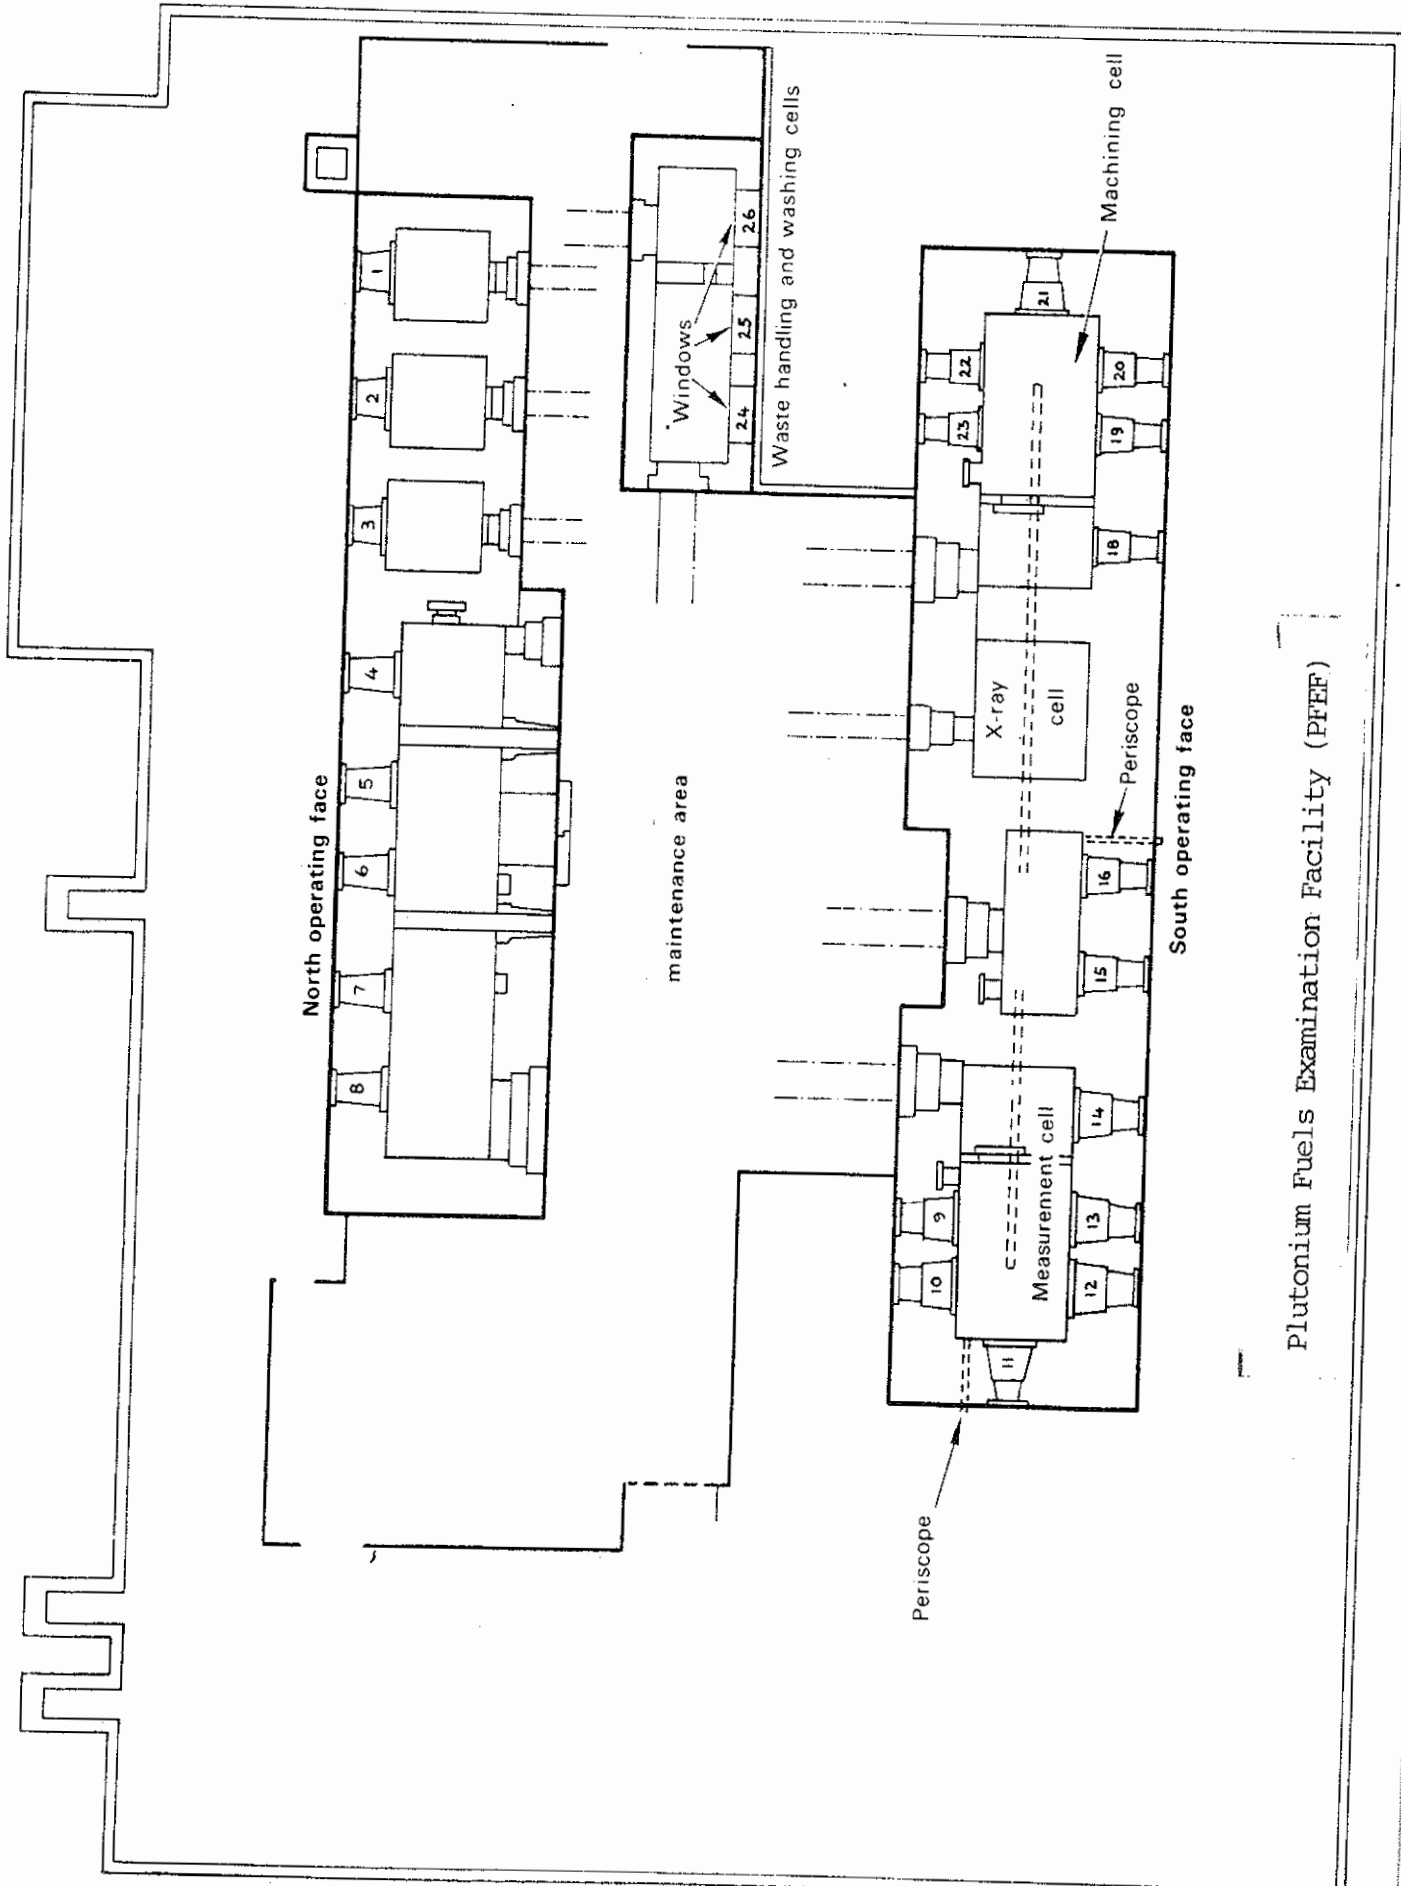 North operating face
8
7
6
5
4
3
2
1
maintenance area
Windows
24
25
26
Waste handling and washing cells
Machining cell
10
9
11
Measurement cell
12
13
14
15
16
X-ray
cell
18
19
20
21
22
23
Periscope
Periscope
South operating face
Plutonium Fuels Examination Facility (PFEF)